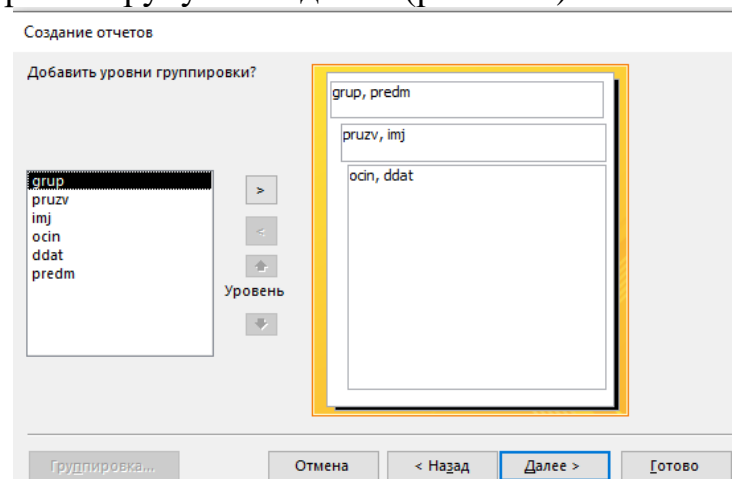 Создание отчетов
Добавить уровни группировки?
grup, predm
pruzv, imj
ocin, ddat
grup
pruzv
imj
ocin
ddat
predm
>
<
Уровень
Группировка...
Отмена
< Назад
Далее >
Готово